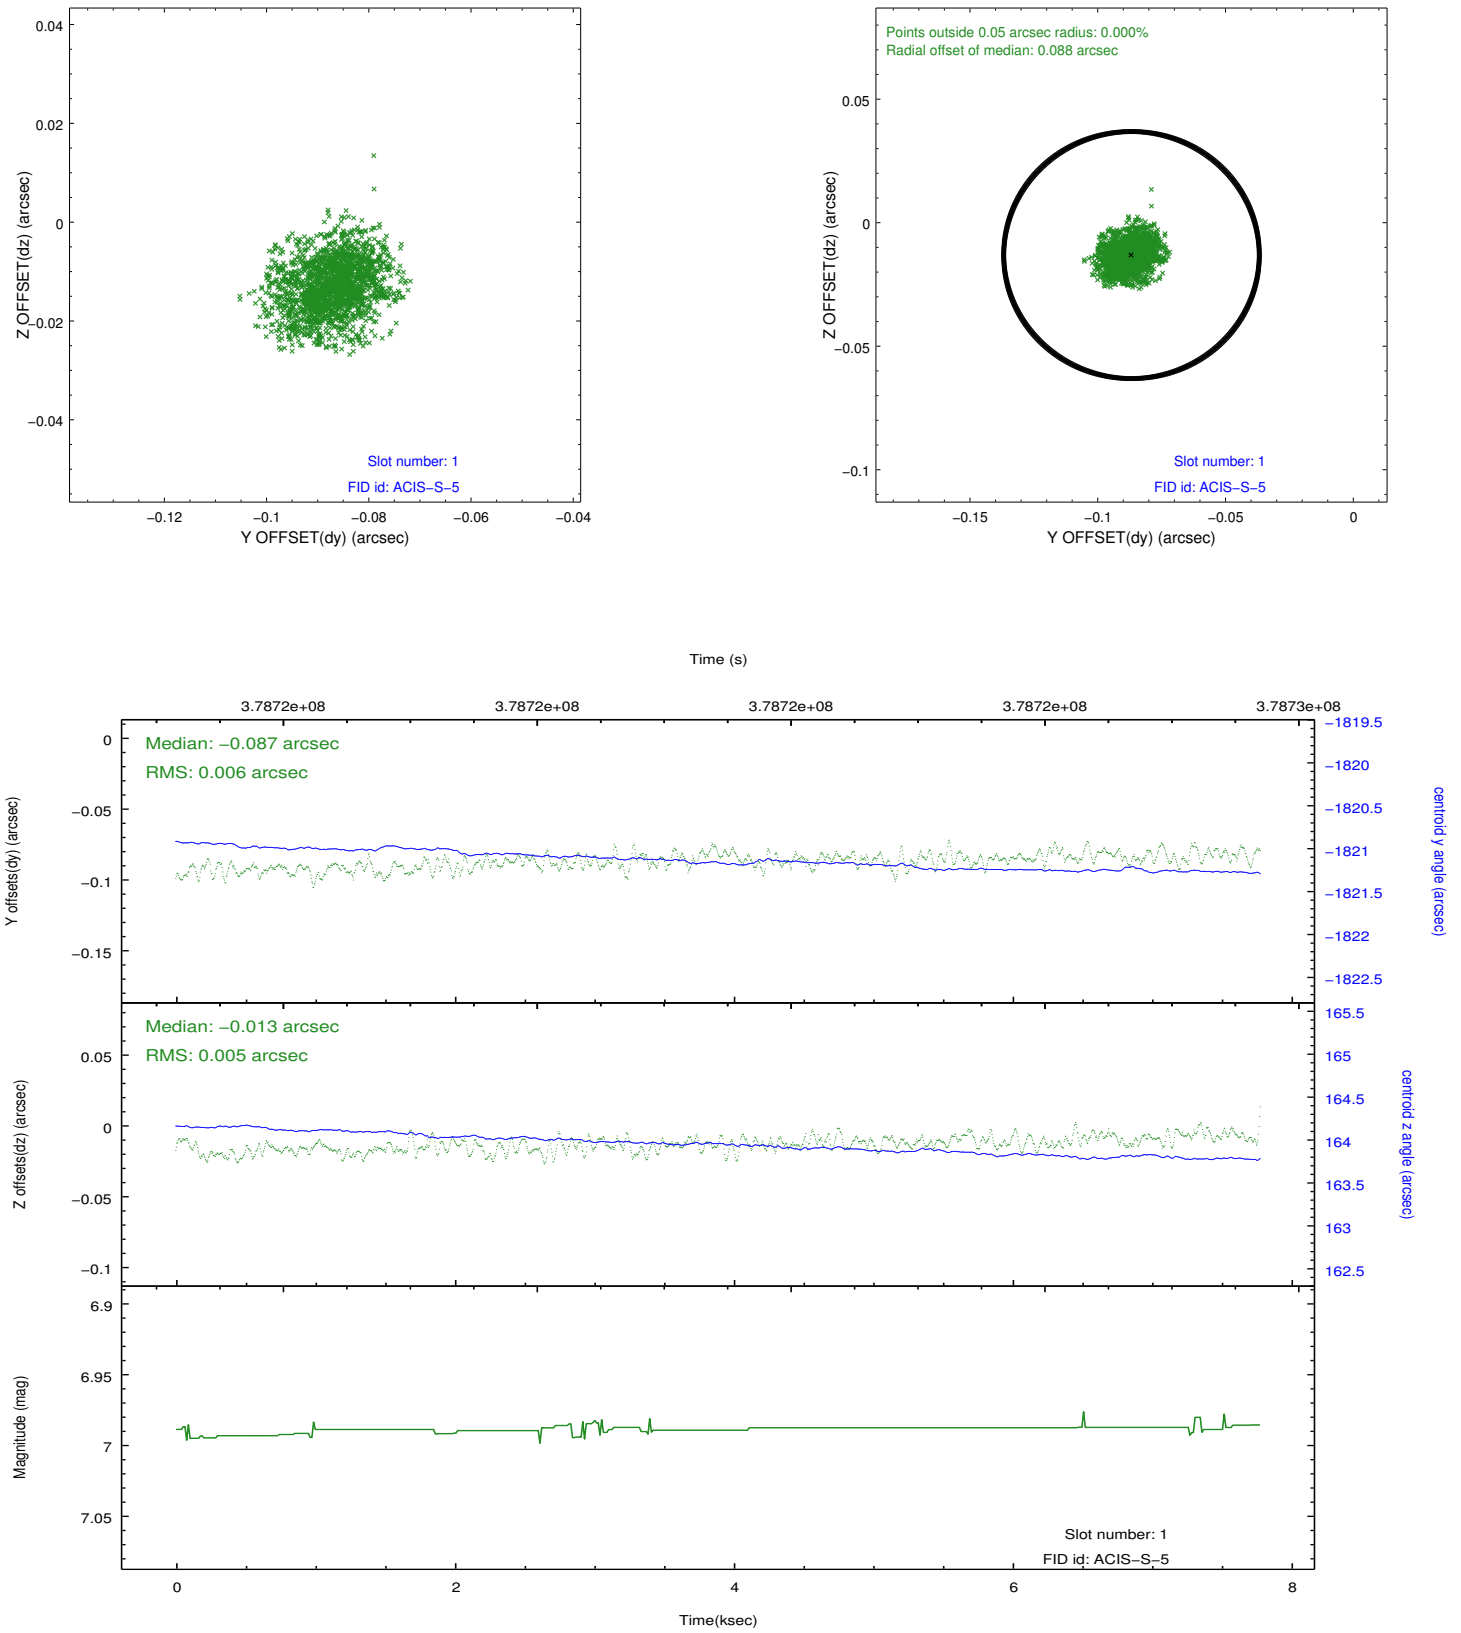 0.04
0.02
0
−0.02
−0.04
Z OFFSET(dz) (arcsec)
Slot number: 1
FID id: ACIS−S−5
−0.12
−0.1
−0.08
−0.06
−0.04
Y OFFSET(dy) (arcsec)
Points outside 0.05 arcsec radius: 0.000%
Radial offset of median: 0.088 arcsec
0.05
0
−0.05
−0.1
Z OFFSET(dz) (arcsec)
Slot number: 1
FID id: ACIS−S−5
−0.15
−0.1
−0.05
0
Y OFFSET(dy) (arcsec)
Time (s)
3.7872e+08
3.7872e+08
3.7872e+08
3.7872e+08
3.7873e+08
Median: −0.087 arcsec
RMS: 0.006 arcsec
0
−0.05
−0.1
−0.15
Y offsets(dy) (arcsec)
−1819.5
−1820
−1820.5
−1821
−1821.5
−1822
−1822.5
centroid y angle (arcsec)
Median: −0.013 arcsec
RMS: 0.005 arcsec
0.05
0
−0.05
−0.1
Z offsets(dz) (arcsec)
165.5
165
164.5
164
163.5
163
162.5
centroid z angle (arcsec)
6.9
6.95
7
7.05
Magnitude (mag)
Slot number: 1
FID id: ACIS−S−5
0
2
4
6
8
Time(ksec)